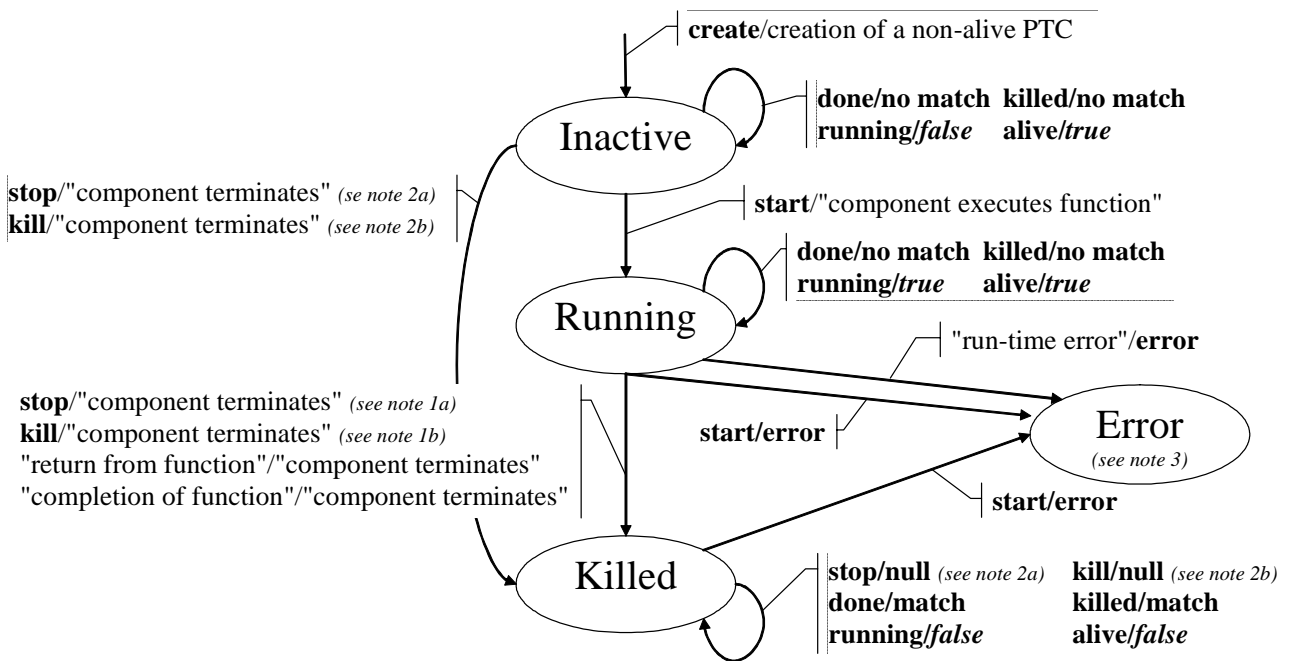 create/creation of a non-alive PTC
done/no match killed/no match
running/false alive/true
Inactive
stop/"component terminates" (se note 2a)
kill/"component terminates" (see note 2b)
start/"component executes function"
done/no match killed/no match
running/true alive/true
Running
"run-time error"/error
stop/"component terminates" (see note 1a)
kill/"component terminates" (see note 1b)
"return from function"/"component terminates"
"completion of function"/"component terminates"
start/error
Error
(see note 3)
start/error
Killed
stop/null (see note 2a) kill/null (see note 2b)
done/match killed/match
running/false alive/false